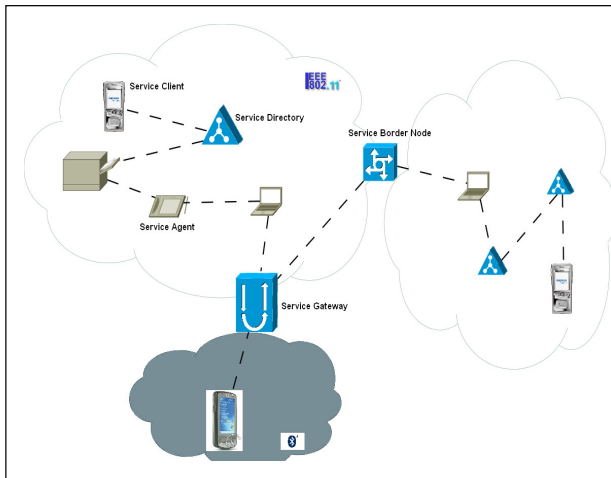 Service Client
IEEE
802.11
Service Directory
Service Border Node
Service Agent
Service Gateway